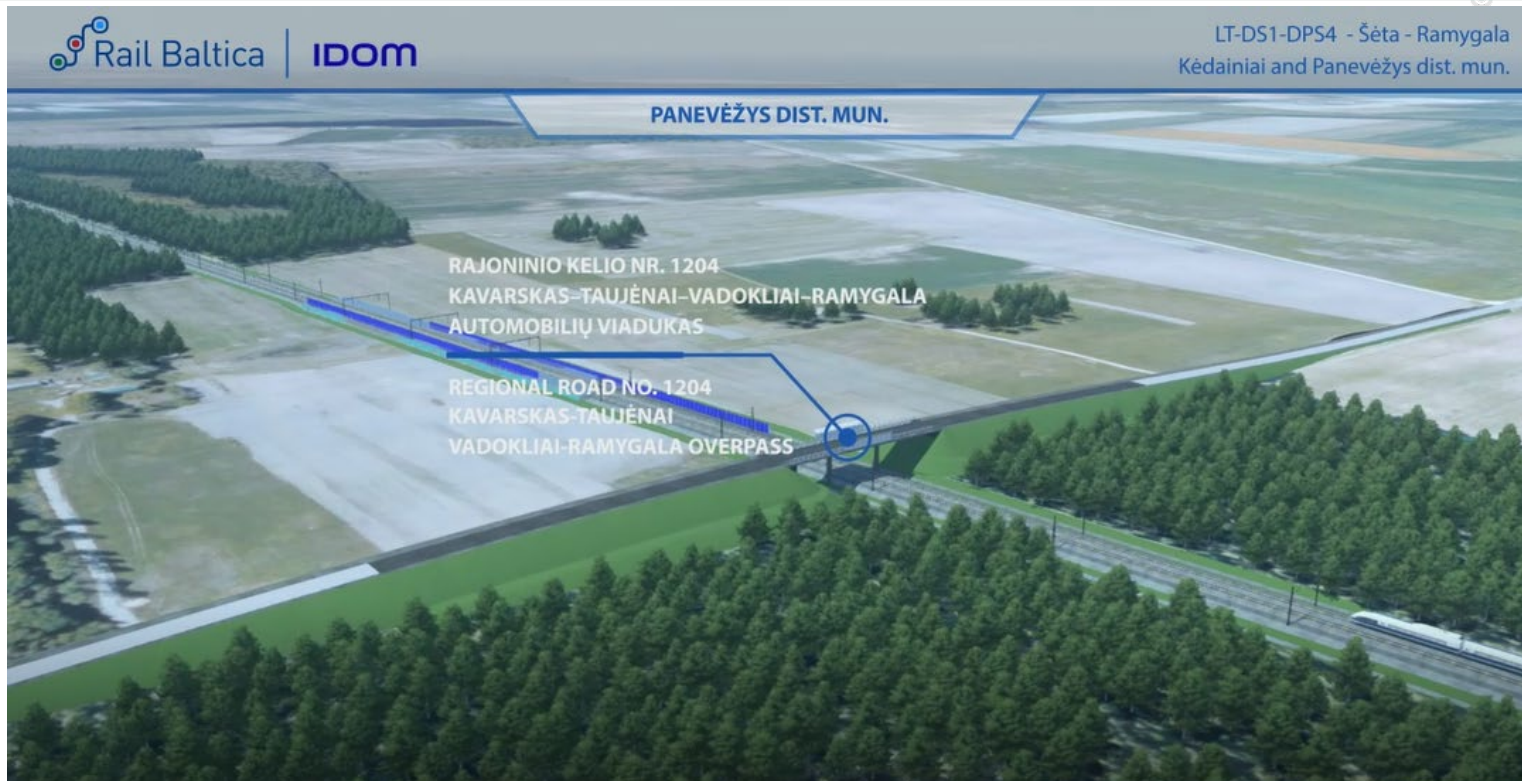 Rail Baltica
IDOM
LT-DS1-DPS4 - Šėta - Ramygala
Kėdainiai and Panevėžys dist. mun.
PANEVĖŽYS DIST. MUN.
RAJONINIO KELIO NR. 1204
KAVARSKAS–TAUJĖNAI–VADOKLIAI–RAMYGALA
AUTOMOBILIŲ VIADUKAS
REGIONAL ROAD NO. 1204
KAVARSKAS-TAUJĖNAI
VADOKLIAI-RAMYGALA OVERPASS